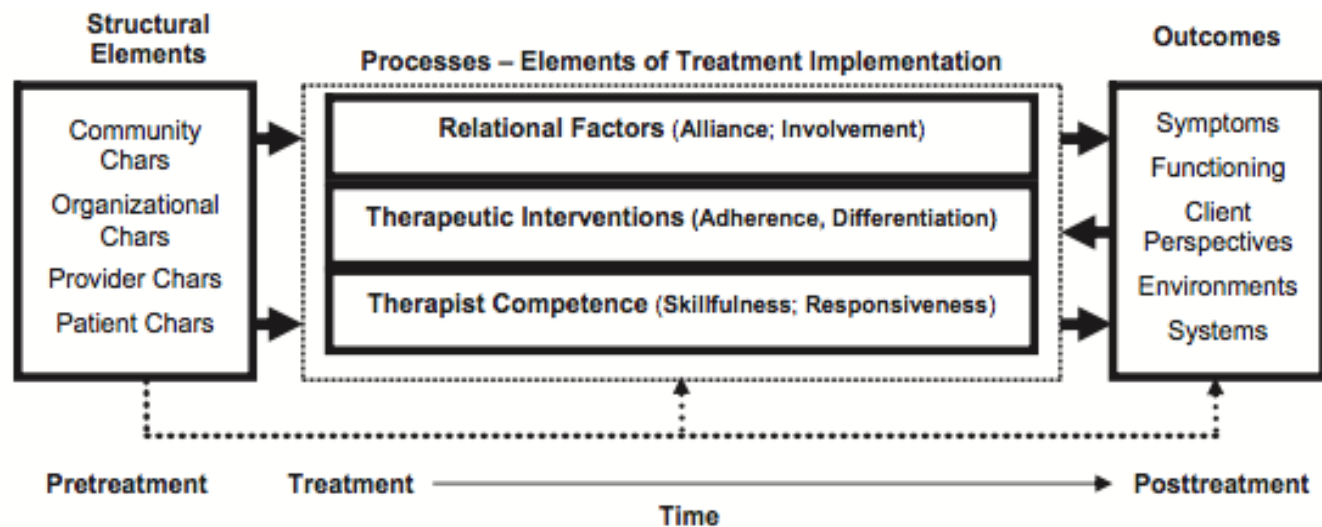 Structural
Elements
Processes – Elements of Treatment Implementation
Outcomes
Community
Chars
Organizational
Chars
Provider Chars
Patient Chars
Relational Factors (Alliance; Involvement)
Therapeutic Interventions (Adherence, Differentiation)
Therapist Competence (Skillfulness; Responsiveness)
Symptoms
Functioning
Client
Perspectives
Environments
Systems
Pretreatment
Treatment
Posttreatment
Time